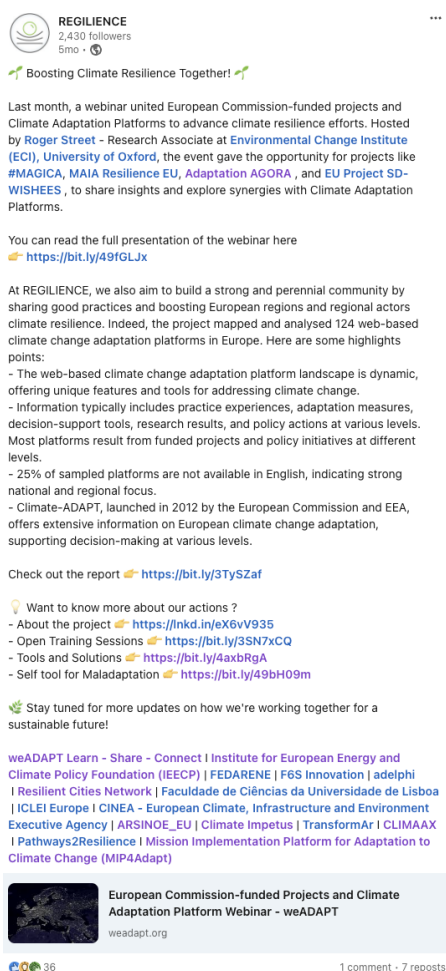 REGILIENCE
2,430 followers
5mo •
🌱 Boosting Climate Resilience Together! 🌱
Last month, a webinar united European Commission-funded projects and
Climate Adaptation Platforms to advance climate resilience efforts. Hosted
by Roger Street - Research Associate at Environmental Change Institute
(ECI), University of Oxford, the event gave the opportunity for projects like
#MAGICA, MAIA Resilience EU, Adaptation AGORA , and EU Project SD-
WISHEES , to share insights and explore synergies with Climate Adaptation
Platforms.
You can read the full presentation of the webinar here
👉 https://bit.ly/49fGLJx
At REGILIENCE, we also aim to build a strong and perennial community by
sharing good practices and boosting European regions and regional actors
climate resilience. Indeed, the project mapped and analysed 124 web-based
climate change adaptation platforms in Europe. Here are some highlights
points:
- The web-based climate change adaptation platform landscape is dynamic,
offering unique features and tools for addressing climate change.
- Information typically includes practice experiences, adaptation measures,
decision-support tools, research results, and policy actions at various levels.
Most platforms result from funded projects and policy initiatives at different
levels.
- 25% of sampled platforms are not available in English, indicating strong
national and regional focus.
- Climate-ADAPT, launched in 2012 by the European Commission and EEA,
offers extensive information on European climate change adaptation,
supporting decision-making at various levels.
Check out the report 👉 https://bit.ly/3TySZaf
💡 Want to know more about our actions ?
- About the project 👉 https://lnkd.in/eX6vV935
- Open Training Sessions 👉 https://bit.ly/3SN7xCQ
- Tools and Solutions 👉 https://bit.ly/4axbRgA
- Self tool for Maladaptation 👉 https://bit.ly/49bH09m
🌿 Stay tuned for more updates on how we're working together for a
sustainable future!
weADAPT Learn - Share - Connect I Institute for European Energy and
Climate Policy Foundation (IEECP) | FEDARENE | F6S Innovation | adelphi
I Resilient Cities Network | Faculdade de Ciências da Universidade de Lisboa
| ICLEI Europe I CINEA - European Climate, Infrastructure and Environment
Executive Agency | ARSINOE_EU | Climate Impetus | TransformAr I CLIMAAX
I Pathways2Resilience I Mission Implementation Platform for Adaptation to
Climate Change (MIP4Adapt)
European Commission-funded Projects and Climate
Adaptation Platform Webinar - weADAPT
weadapt.org
36
1 comment • 7 reposts